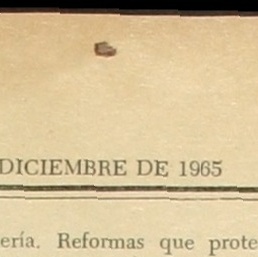 DICIEMBRE DE 1965
ería. Reformas que prote